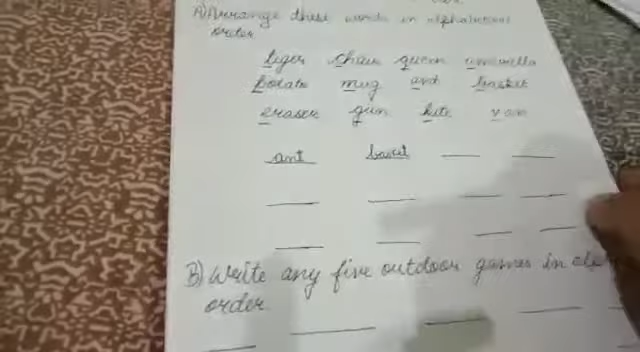 A) Arrange these words in alphabetical
order
tiger chair queen umbrella
potato mug and basket
eraser gun kite van
ant basket
B) Write any five outdoor games in
order.